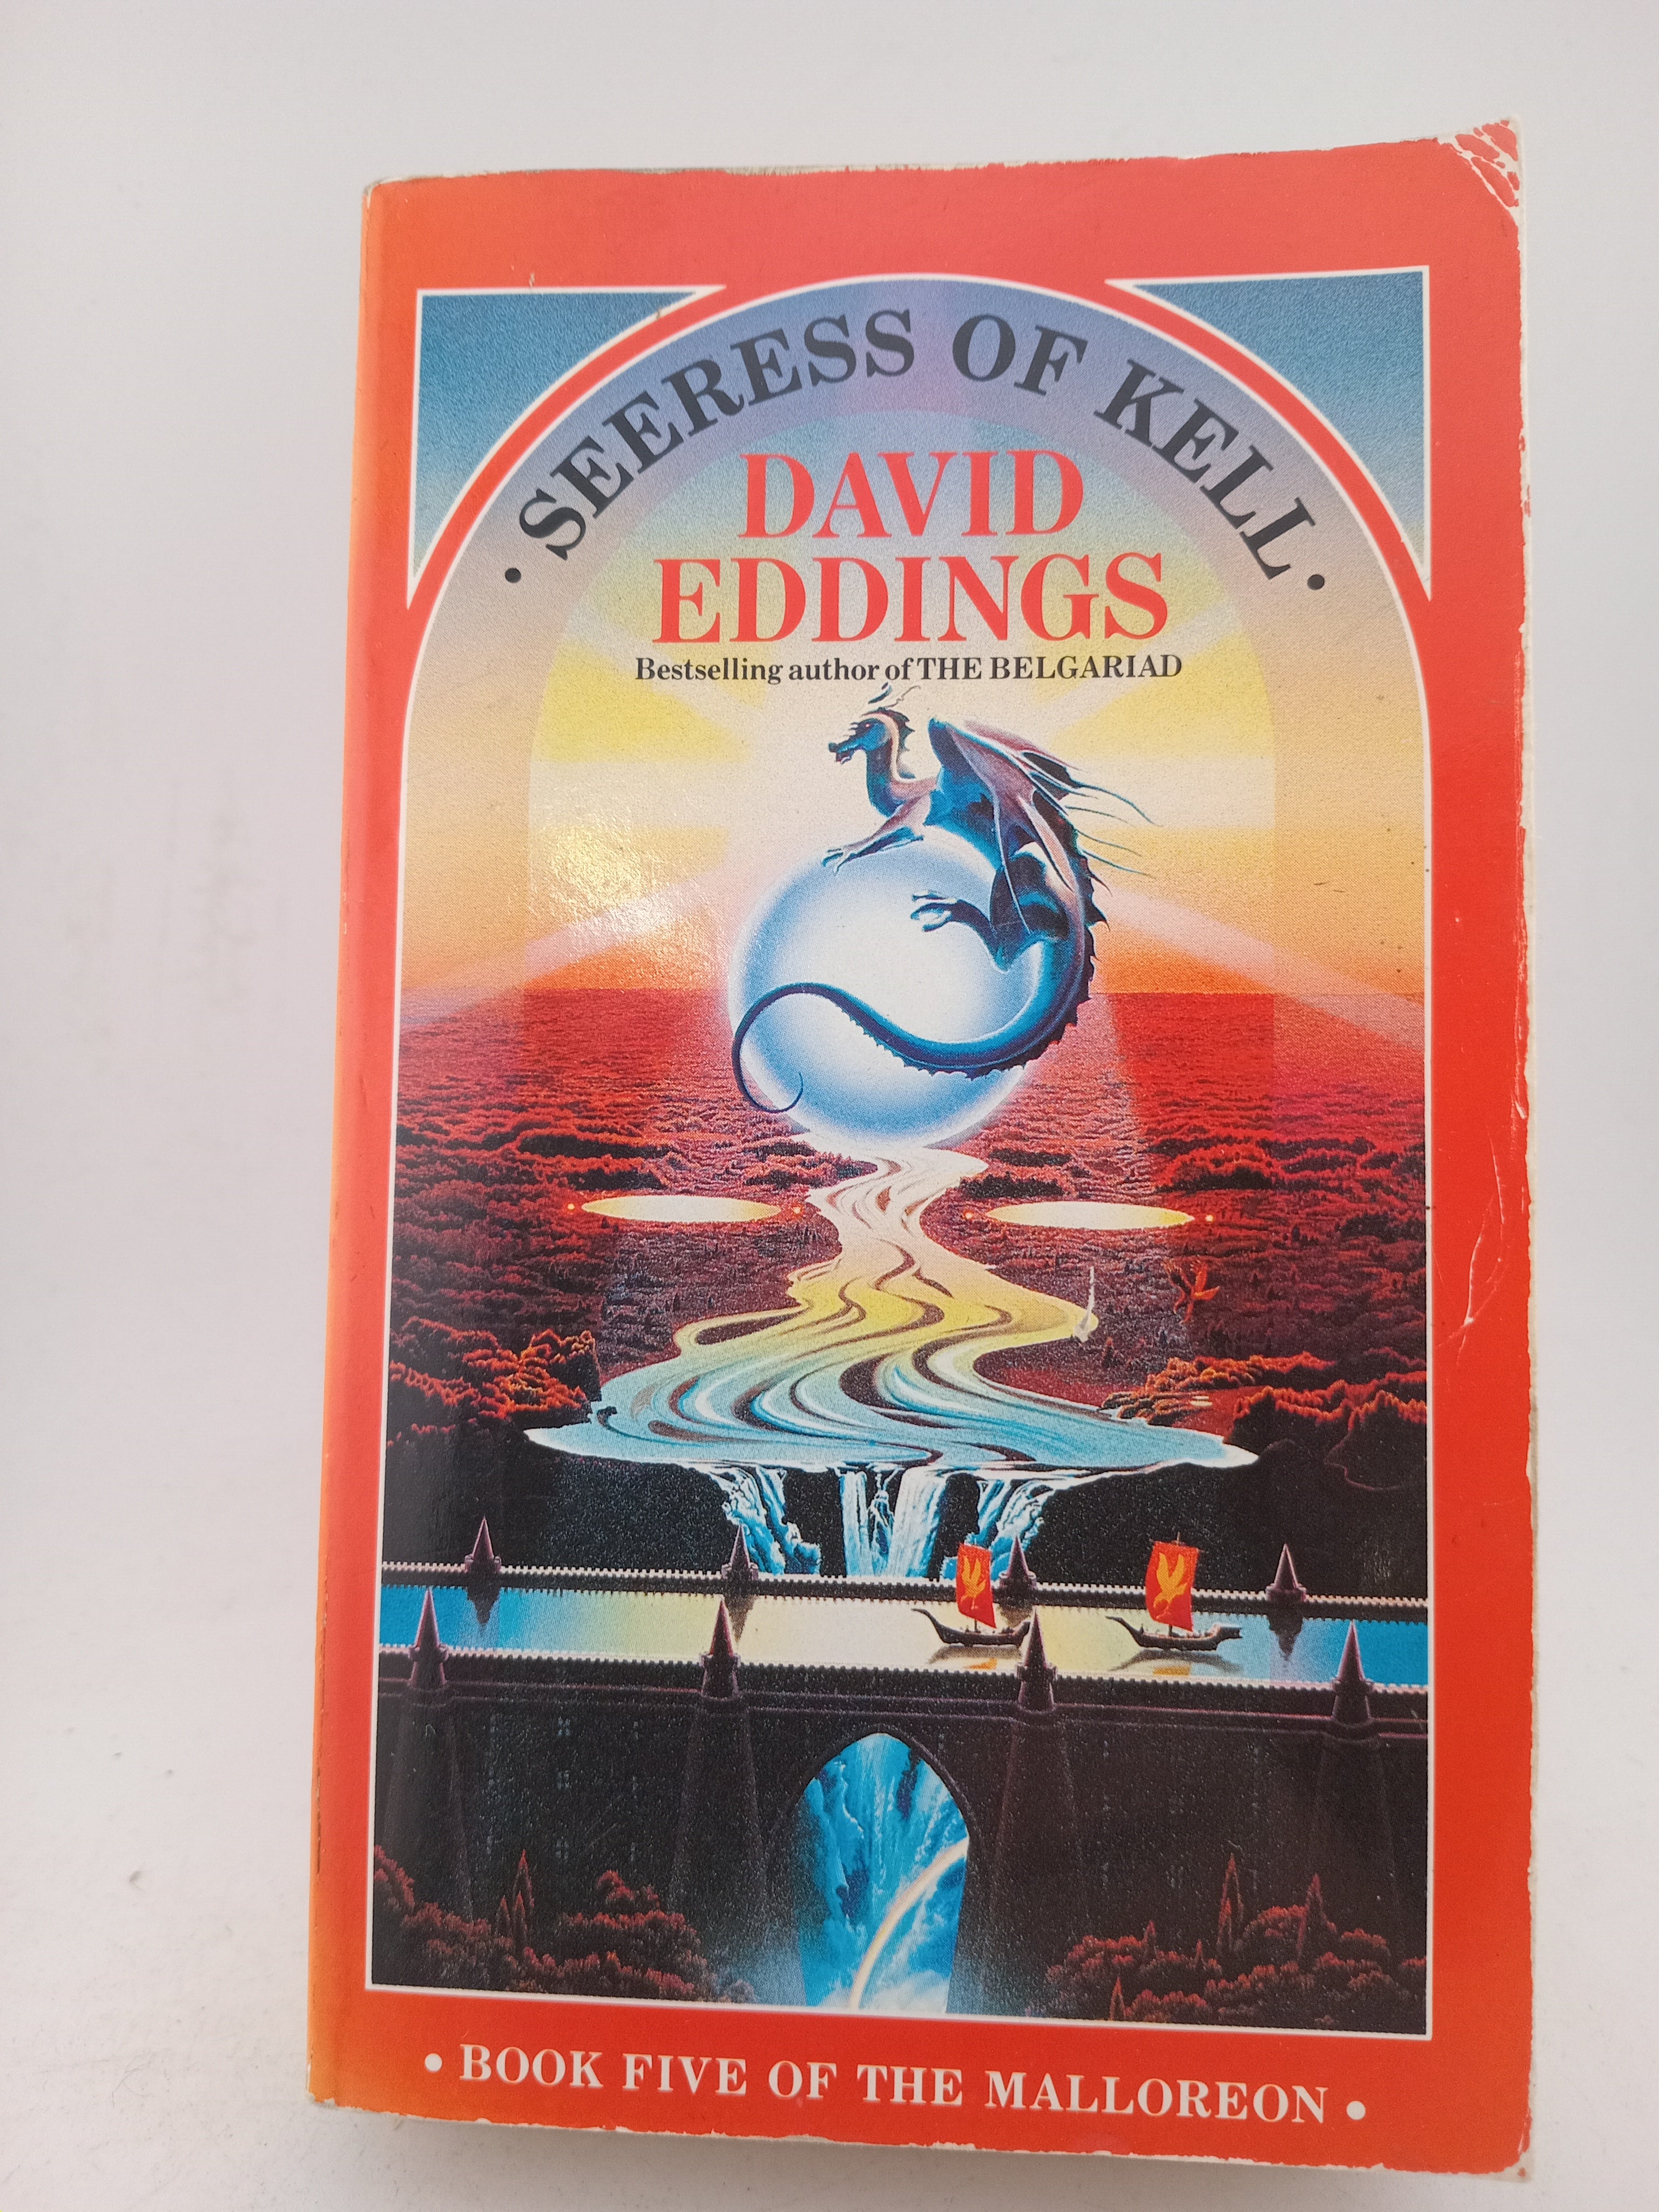 • SEERESS OF KELL •
DAVID
EDDINGS
Bestselling author of THE BELGARIAD
• BOOK FIVE OF THE MALLOREON •